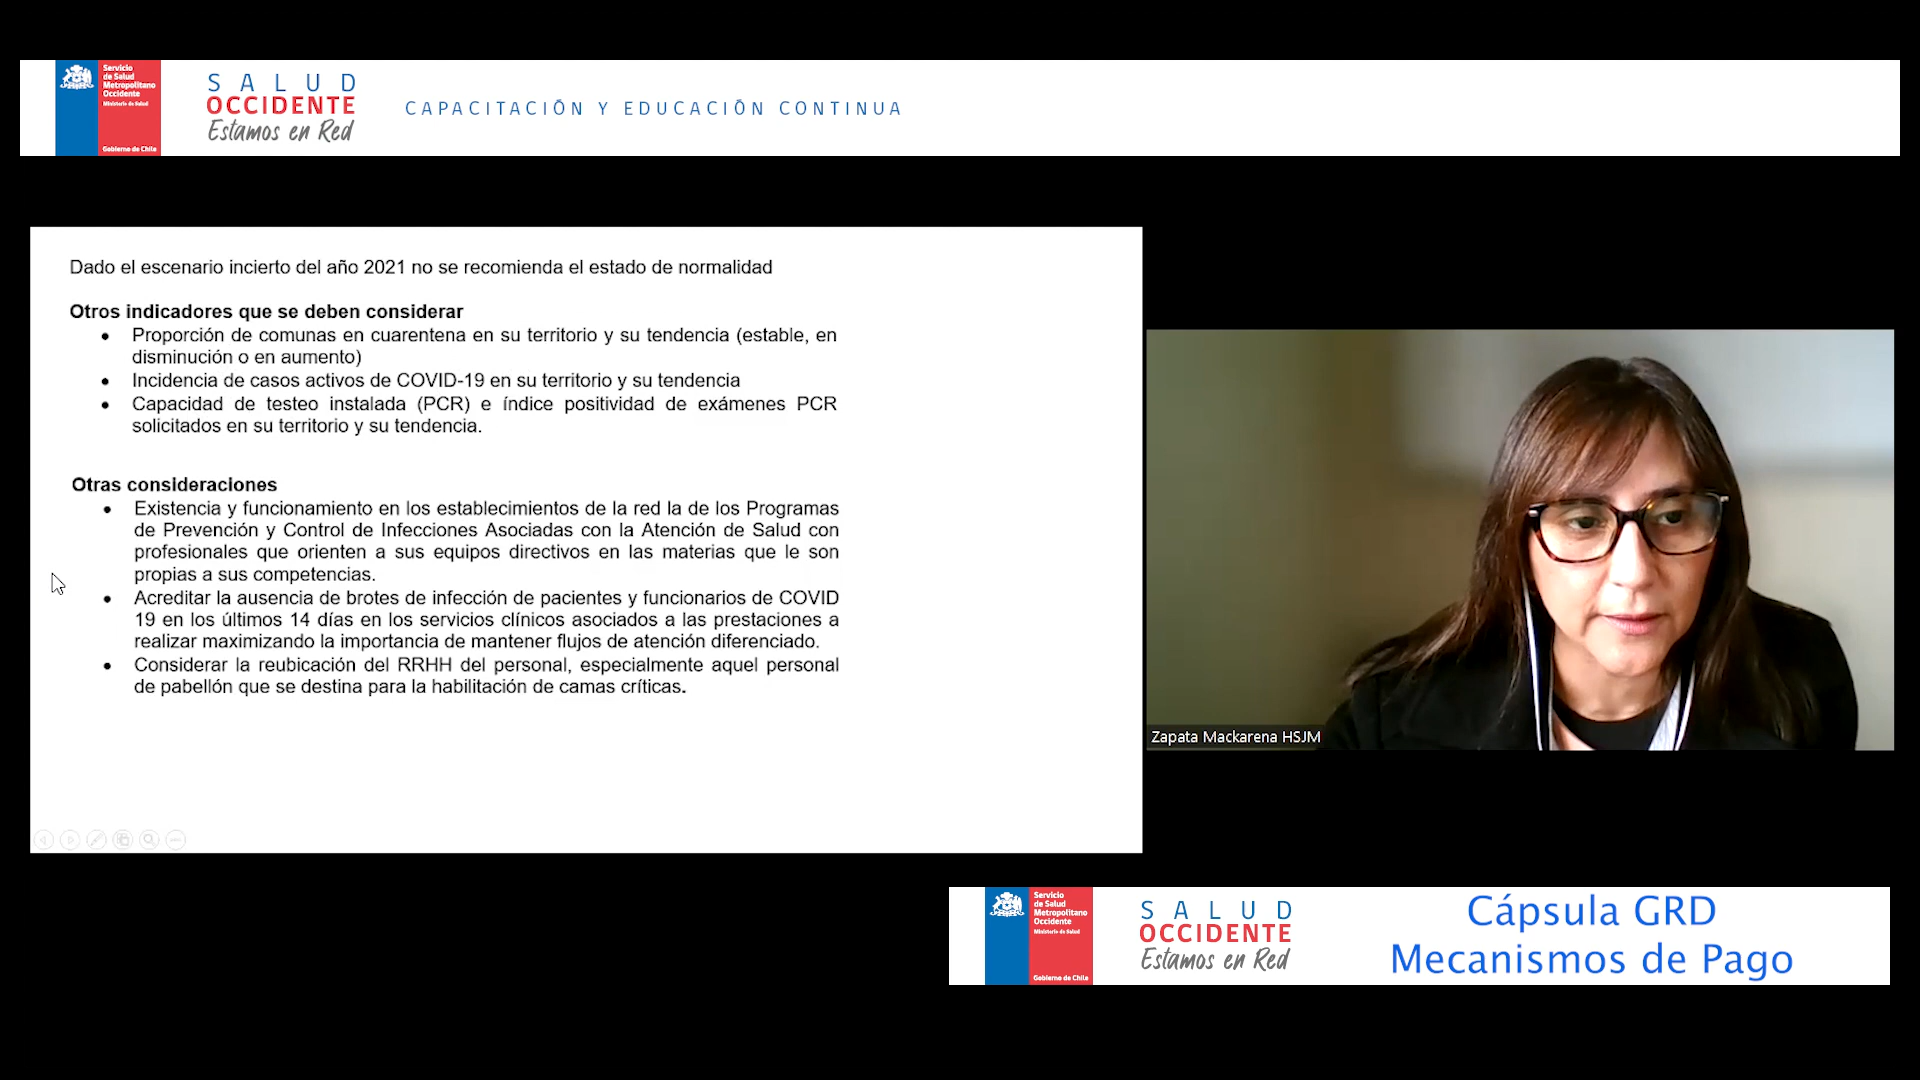 Servicio
de Salud
Metropolitano
Occidente
Ministerio de Salud
Gobierno de Chile
SALUD
OCCIDENTE
Estamos en Red
CAPACITACIÓN Y EDUCACIÓN CONTINUA
Dado el escenario incierto del año 2021 no se recomienda el estado de normalidad
Otros indicadores que se deben considerar
• Proporción de comunas en cuarentena en su territorio y su tendencia (estable, en
disminución o en aumento)
• Incidencia de casos activos de COVID-19 en su territorio y su tendencia
• Capacidad de testeo instalada (PCR) e índice positividad de exámenes PCR
solicitados en su territorio y su tendencia.
Otras consideraciones
• Existencia y funcionamiento en los establecimientos de la red la de los Programas
de Prevención y Control de Infecciones Asociadas con la Atención de Salud con
profesionales que orienten a sus equipos directivos en las materias que le son
propias a sus competencias.
• Acreditar la ausencia de brotes de infección de pacientes y funcionarios de COVID
19 en los últimos 14 días en los servicios clínicos asociados a las prestaciones a
realizar maximizando la importancia de mantener flujos de atención diferenciado.
• Considerar la reubicación del RRHH del personal, especialmente aquel personal
de pabellón que se destina para la habilitación de camas críticas.
Zapata Mackarena HSJM
Servicio
de Salud
Metropolitano
Occidente
Ministerio de Salud
Gobierno de Chile
SALUD
OCCIDENTE
Estamos en Red
Cápsula GRD
Mecanismos de Pago